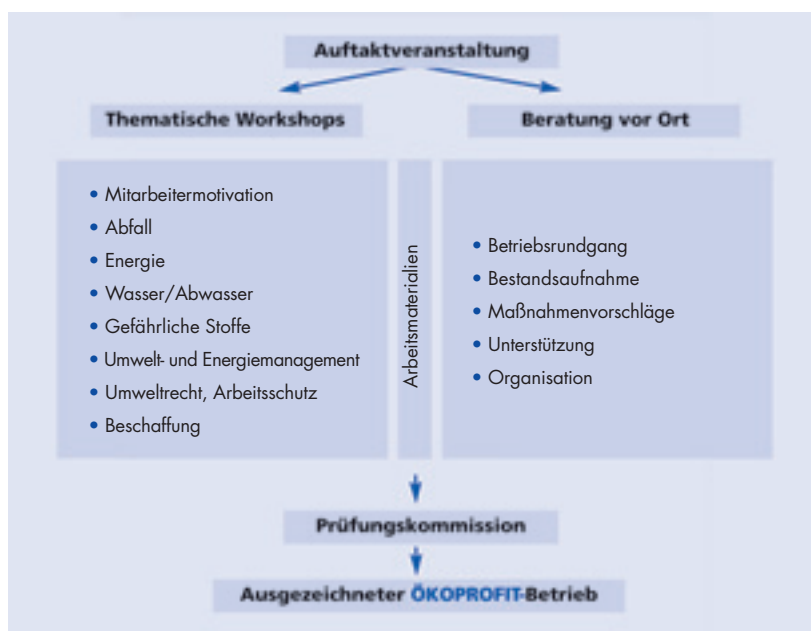 Auftaktveranstaltung
Thematische Workshops
Beratung vor Ort
• Mitarbeitermotivation
• Abfall
• Energie
• Wasser/Abwasser
• Gefährliche Stoffe
• Umwelt- und Energiemanagement
• Umweltrecht, Arbeitsschutz
• Beschaffung
Arbeitsmaterialien
• Betriebsrundgang
• Bestandsaufnahme
• Maßnahmenvorschläge
• Unterstützung
• Organisation
Prüfungskommission
Ausgezeichneter ÖKOPROFIT-Betrieb